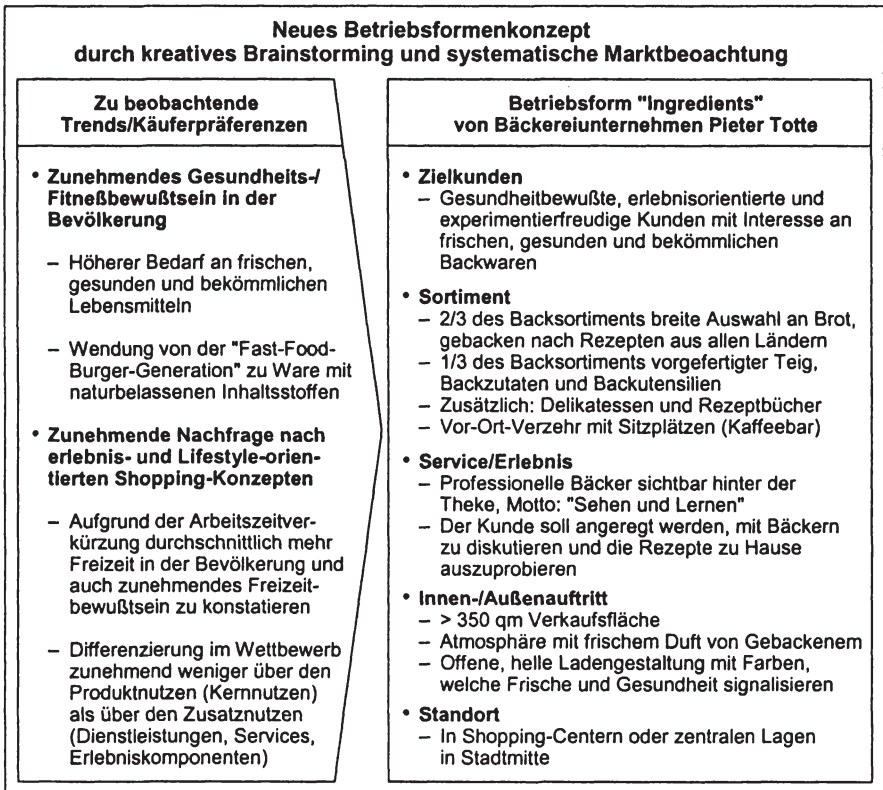 Neues Betriebsformenkonzept
durch kreatives Brainstorming und systematische Marktbeoachtung
Zu beobachtende
Trends/Käuferpräferenzen
• Zunehmendes Gesundheits-/
Fitneßbewußtsein in der
Bevölkerung
– Höherer Bedarf an frischen,
gesunden und bekömmlichen
Lebensmitteln
– Wendung von der "Fast-Food-
Burger-Generation" zu Ware mit
naturbelassenen Inhaltsstoffen
• Zunehmende Nachfrage nach
erlebnis- und Lifestyle-orien-
tierten Shopping-Konzepten
– Aufgrund der Arbeitszeitver-
kürzung durchschnittlich mehr
Freizeit in der Bevölkerung und
auch zunehmendes Freizeit-
bewußtsein zu konstatieren
– Differenzierung im Wettbewerb
zunehmend weniger über den
Produktnutzen (Kernnutzen)
als über den Zusatznutzen
(Dienstleistungen, Services,
Erlebniskomponenten)
Betriebsform "Ingredients"
von Bäckereiunternehmen Pieter Totte
• Zielkunden
– Gesundheitbewußte, erlebnisorientierte und
experimentierfreudige Kunden mit Interesse an
frischen, gesunden und bekömmlichen
Backwaren
• Sortiment
– 2/3 des Backsortiments breite Auswahl an Brot,
gebacken nach Rezepten aus allen Ländern
– 1/3 des Backsortiments vorgefertigter Teig,
Backzutaten und Backutensilien
– Zusätzlich: Delikatessen und Rezeptbücher
– Vor-Ort-Verzehr mit Sitzplätzen (Kaffeebar)
• Service/Erlebnis
– Professionelle Bäcker sichtbar hinter der
Theke, Motto: "Sehen und Lernen"
– Der Kunde soll angeregt werden, mit Bäckern
zu diskutieren und die Rezepte zu Hause
auszuprobieren
• Innen-/Außenauftritt
– > 350 qm Verkaufsfläche
– Atmosphäre mit frischem Duft von Gebackenem
– Offene, helle Ladengestaltung mit Farben,
welche Frische und Gesundheit signalisieren
• Standort
– In Shopping-Centern oder zentralen Lagen
in Stadtmitte